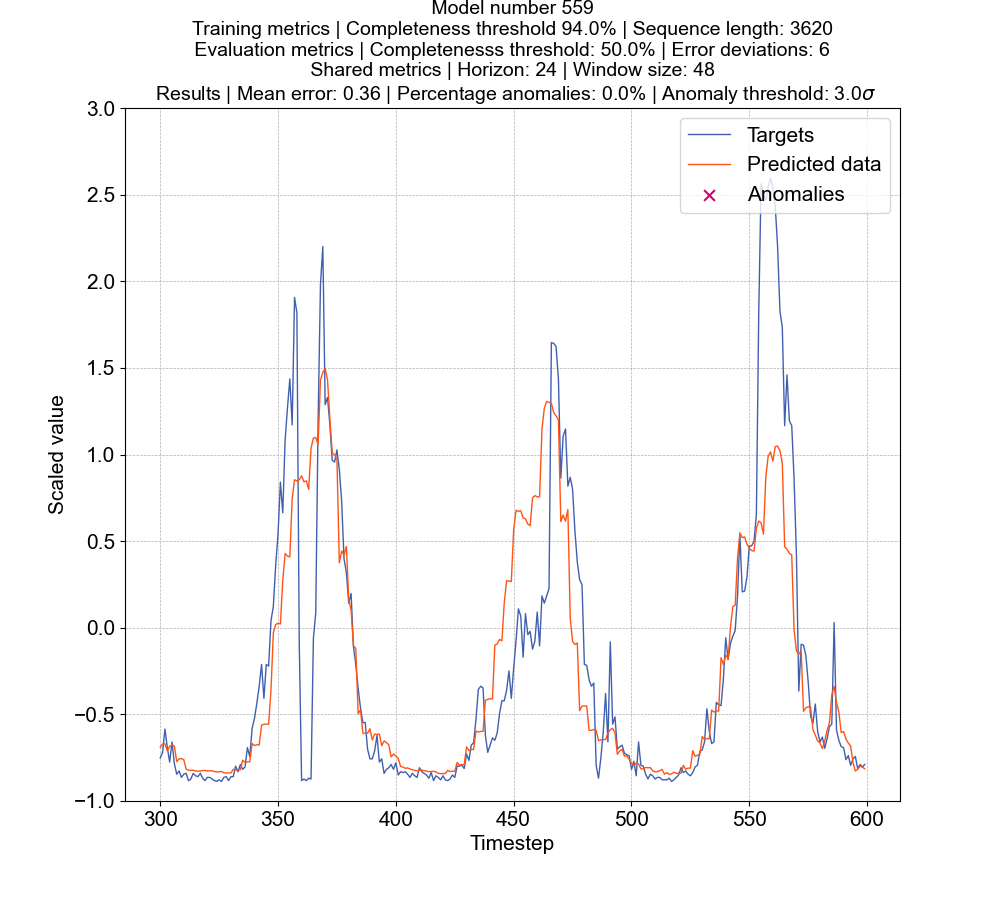 Model number 559
Training metrics | Completeness threshold 94.0% | Sequence length: 3620
Evaluation metrics | Completenesss threshold: 50.0% | Error deviations: 6
Shared metrics | Horizon: 24 | Window size: 48
Results | Mean error: 0.36 | Percentage anomalies: 0.0% | Anomaly threshold: 3.0σ
Targets
Predicted data
Anomalies
3.0
2.5
2.0
1.5
1.0
0.5
0.0
−0.5
−1.0
Scaled value
300 350 400 450 500 550 600
Timestep